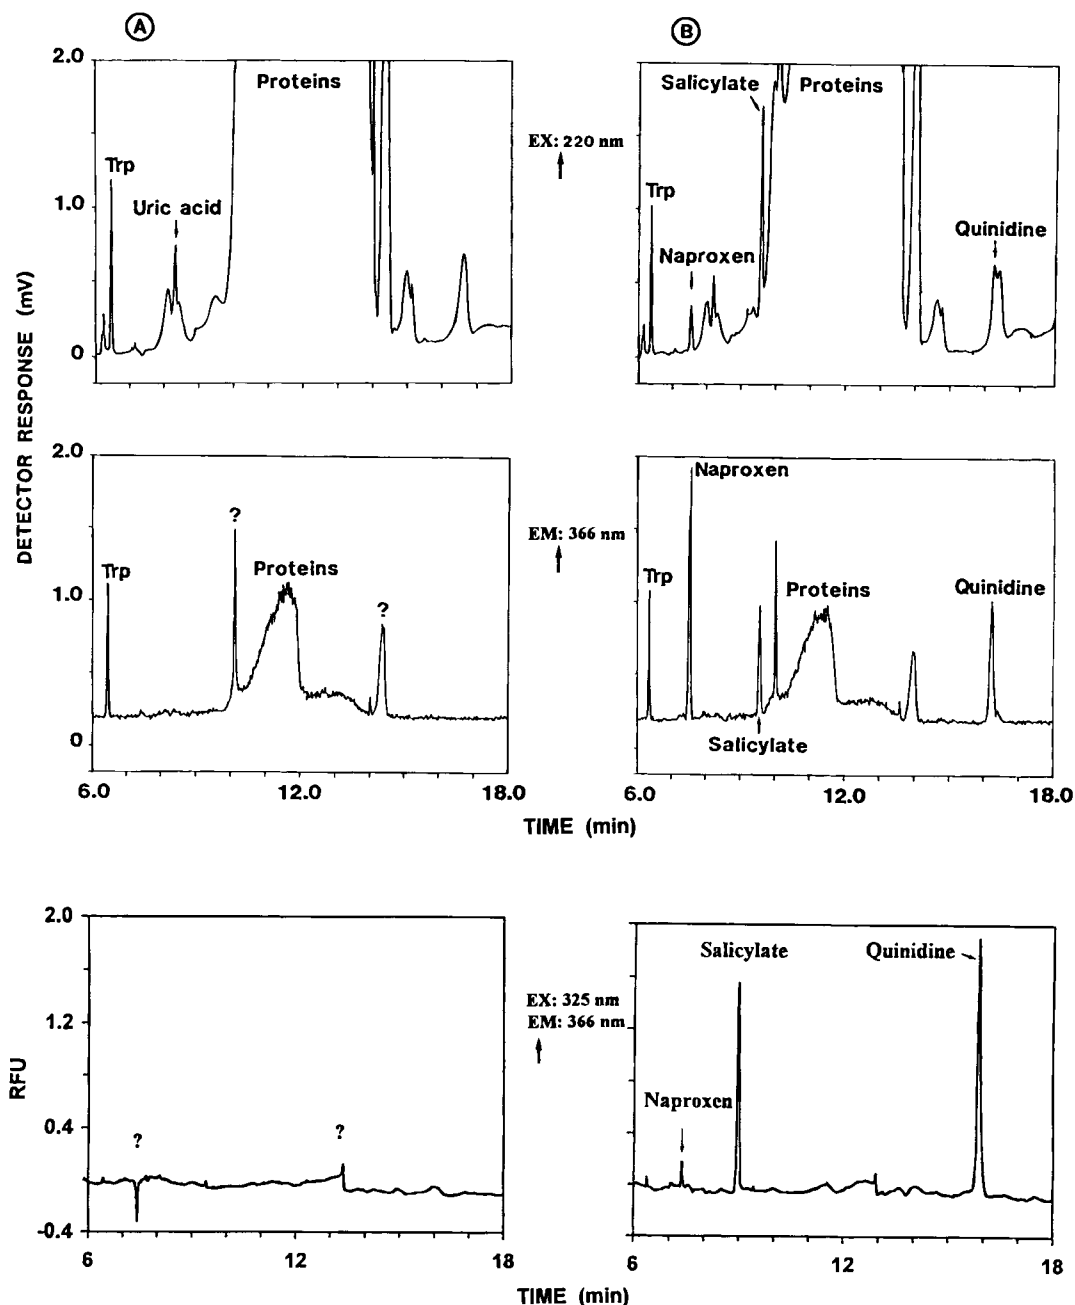 A
B
2.0
Proteins
Trp
Uric acid
1.0
0
Salicylate
Proteins
Trp
Naproxen
Quinidine
EX: 220 nm
DETECTOR RESPONSE (mV)
2.0
?
Trp
Proteins
?
1.0
0
6.0
12.0
18.0
EM: 366 nm
Naproxen
Trp
Proteins
Quinidine
Salicylate
6.0
12.0
18.0
TIME (min)
2.0
1.2
RFU
0.4
-0.4
?
?
6
12
18
EX: 325 nm
EM: 366 nm
Salicylate
Quinidine
Naproxen
6
12
18
TIME (min)